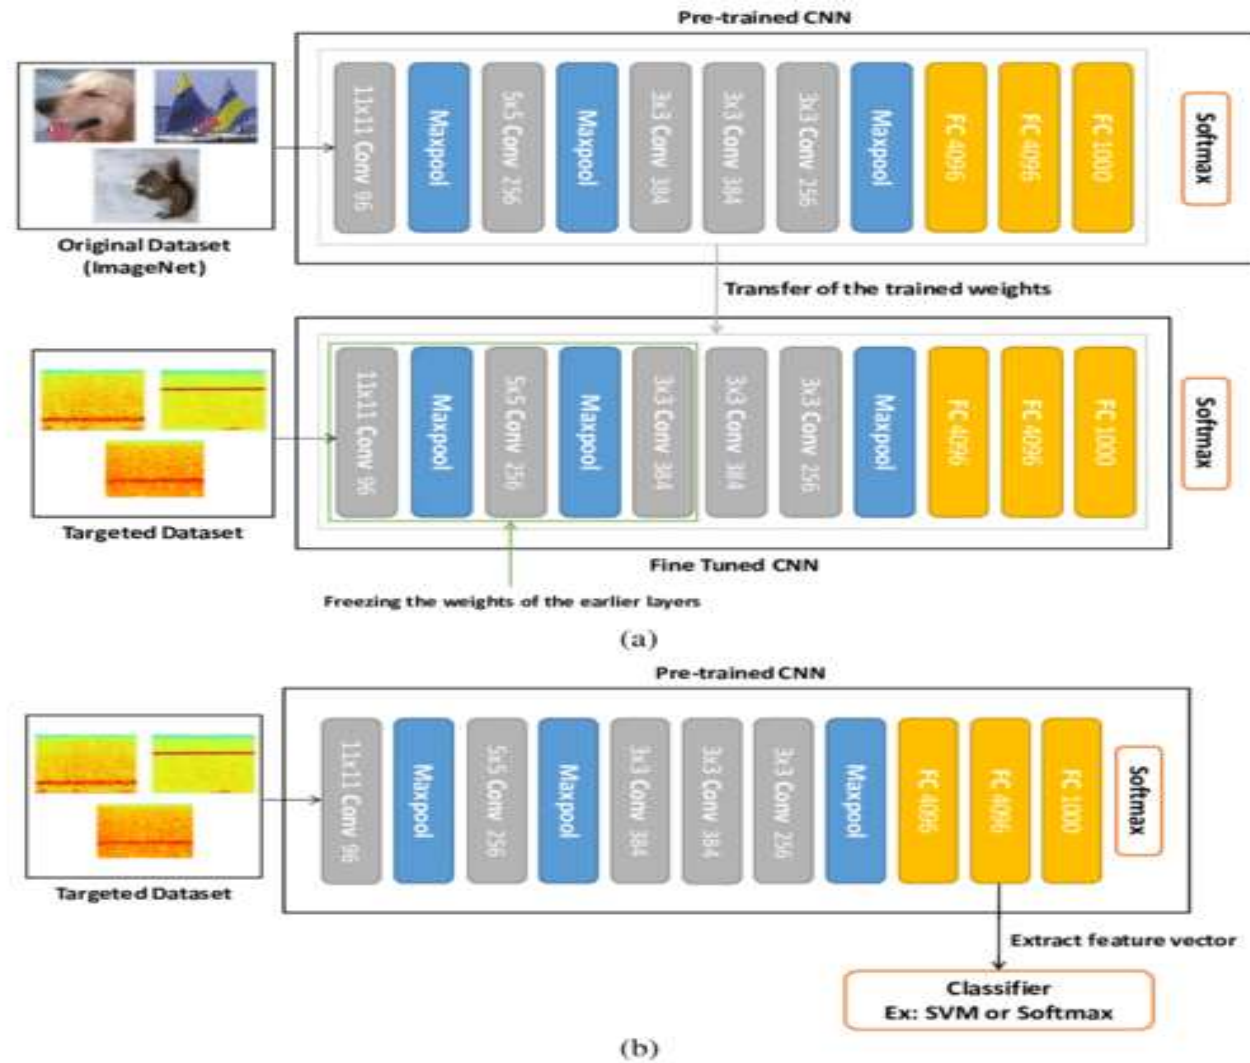 Pre-trained CNN
11x11 Conv 96
Maxpool
5x5 Conv 256
Maxpool
3x3 Conv 384
3x3 Conv 384
3x3 Conv 256
Maxpool
FC 4096
FC 4096
FC 1000
Softmax
Original Dataset
(ImageNet)
Transfer of the trained weights
11x11 Conv 96
Maxpool
5x5 Conv 256
Maxpool
3x3 Conv 384
3x3 Conv 384
3x3 Conv 256
Maxpool
FC 4096
FC 4096
FC 1000
Softmax
Targeted Dataset
Fine Tuned CNN
Freezing the weights of the earlier layers
(a)
Pre-trained CNN
11x11 Conv 96
Maxpool
5x5 Conv 256
Maxpool
3x3 Conv 384
3x3 Conv 384
3x3 Conv 256
Maxpool
FC 4096
FC 4096
FC 1000
Softmax
Targeted Dataset
Extract feature vector
Classifier
Ex: SVM or Softmax
(b)